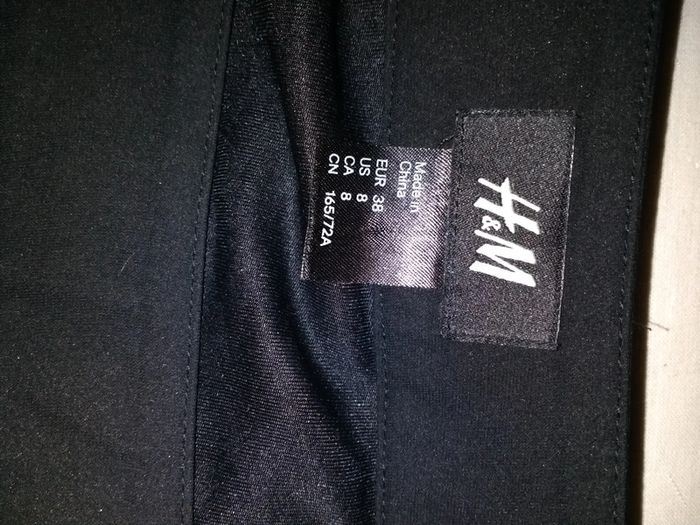 H&M
Made in
China
EUR 38
US 8
CA 8
CN 165/72A